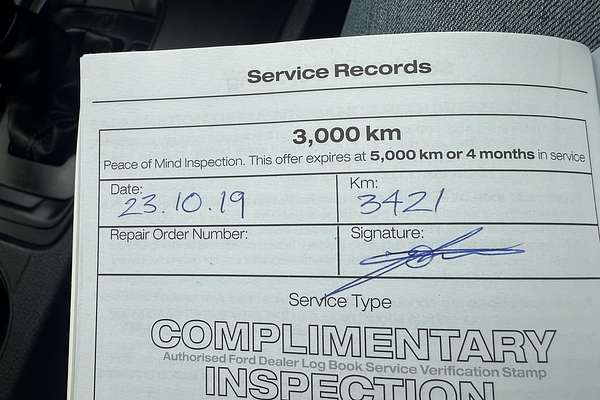 Service Records
3,000 km
Peace of Mind Inspection. This offer expires at 5,000 km or 4 months in service
Date: 23.10.19
Km: 3421
Repair Order Number:
Signature:
Service Type
COMPLIMENTARY
Authorised Ford Dealer Log Book Service Verification Stamp
INSPECTION